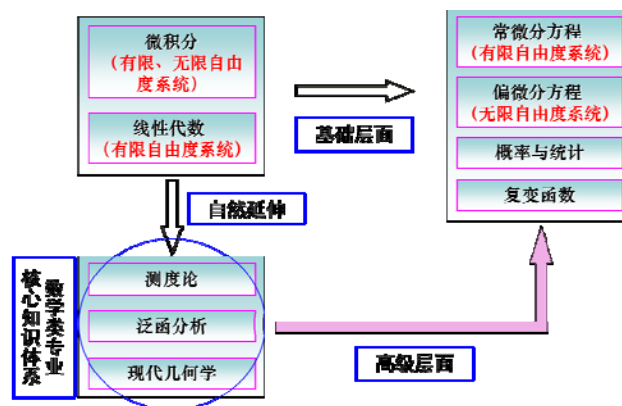 微积分
(有限、无限自由
度系统)
线性代数
(有限自由度系统)
基础层面
常微分方程
(有限自由度系统)
偏微分方程
(无限自由度系统)
概率与统计
复变函数
自然延伸
数学类专业
核心知识体系
测度论
泛函分析
现代几何学
高级层面